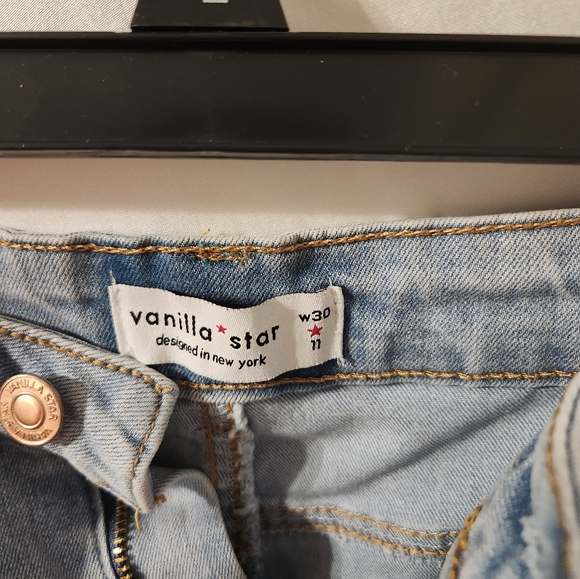 vanilla*star
designed in new york
w30
11
VANILLA STAR